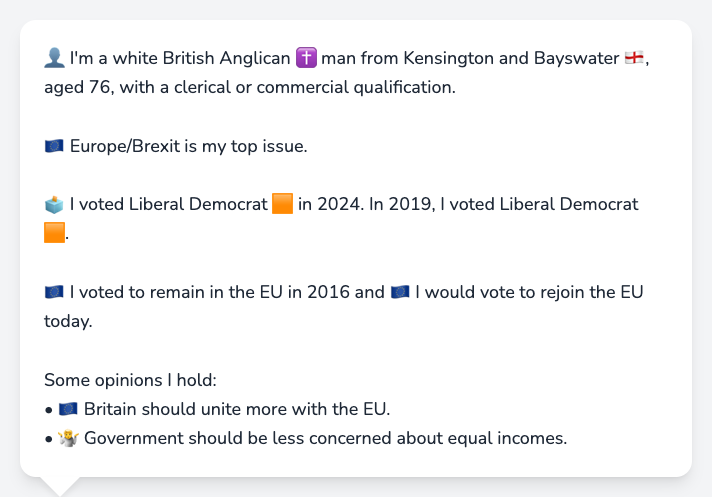 👤 I'm a white British Anglican ✝️ man from Kensington and Bayswater 🏴󠁧󠁢󠁥󠁮󠁧󠁿,
aged 76, with a clerical or commercial qualification.
🇪🇺 Europe/Brexit is my top issue.
🗳️ I voted Liberal Democrat 🟧 in 2024. In 2019, I voted Liberal Democrat
🟧.
🇪🇺 I voted to remain in the EU in 2016 and 🇪🇺 I would vote to rejoin the EU
today.
Some opinions I hold:
• 🇪🇺 Britain should unite more with the EU.
• 🤷 Government should be less concerned about equal incomes.